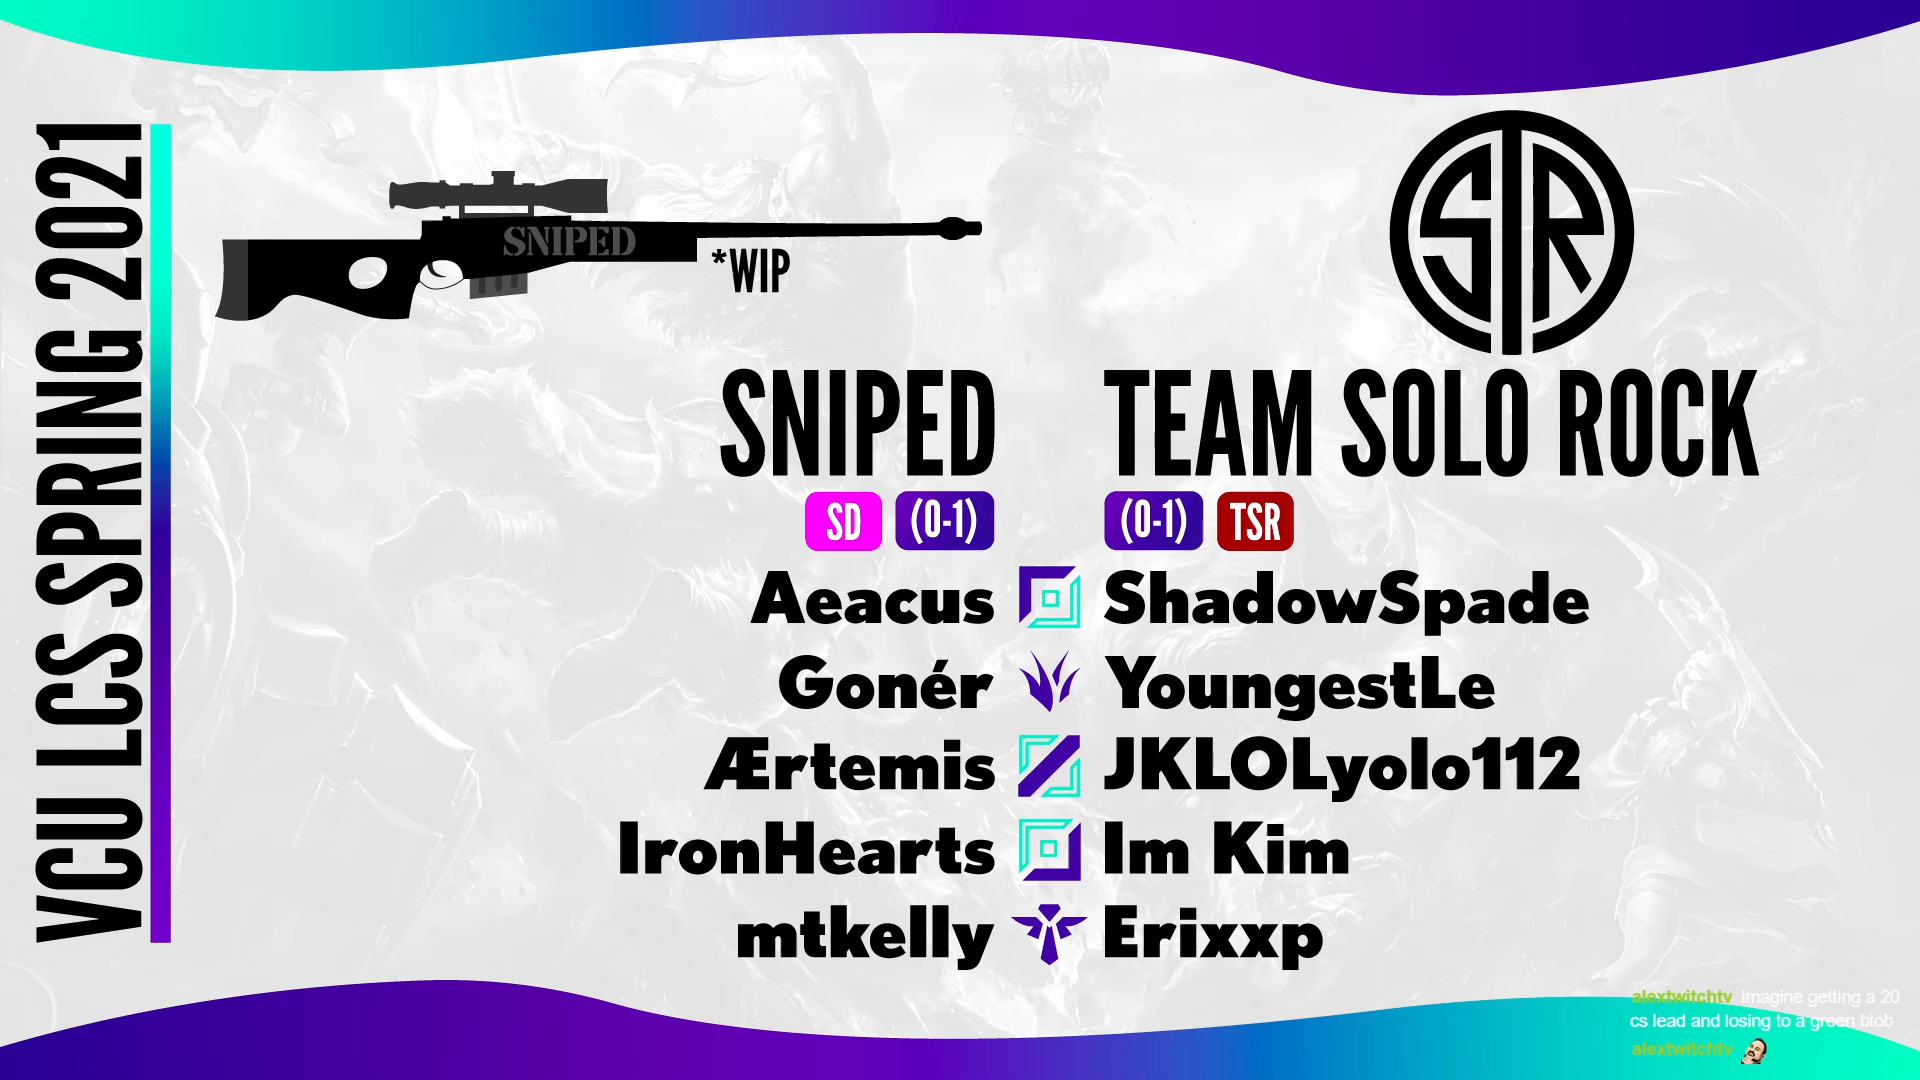 VCU LCS SPRING 2021
SNIPED
*WIP
SR
SNIPED
TEAM SOLO ROCK
SD (0-1)
(0-1) TSR
Aeacus ShadowSpade
Gonér YoungestLe
Ærtemis JKLOLyolo112
IronHearts Im Kim
mtkelly Erixxp
alextwitchtv imagine getting a 20
cs lead and losing to a green blob
alextwitchtv